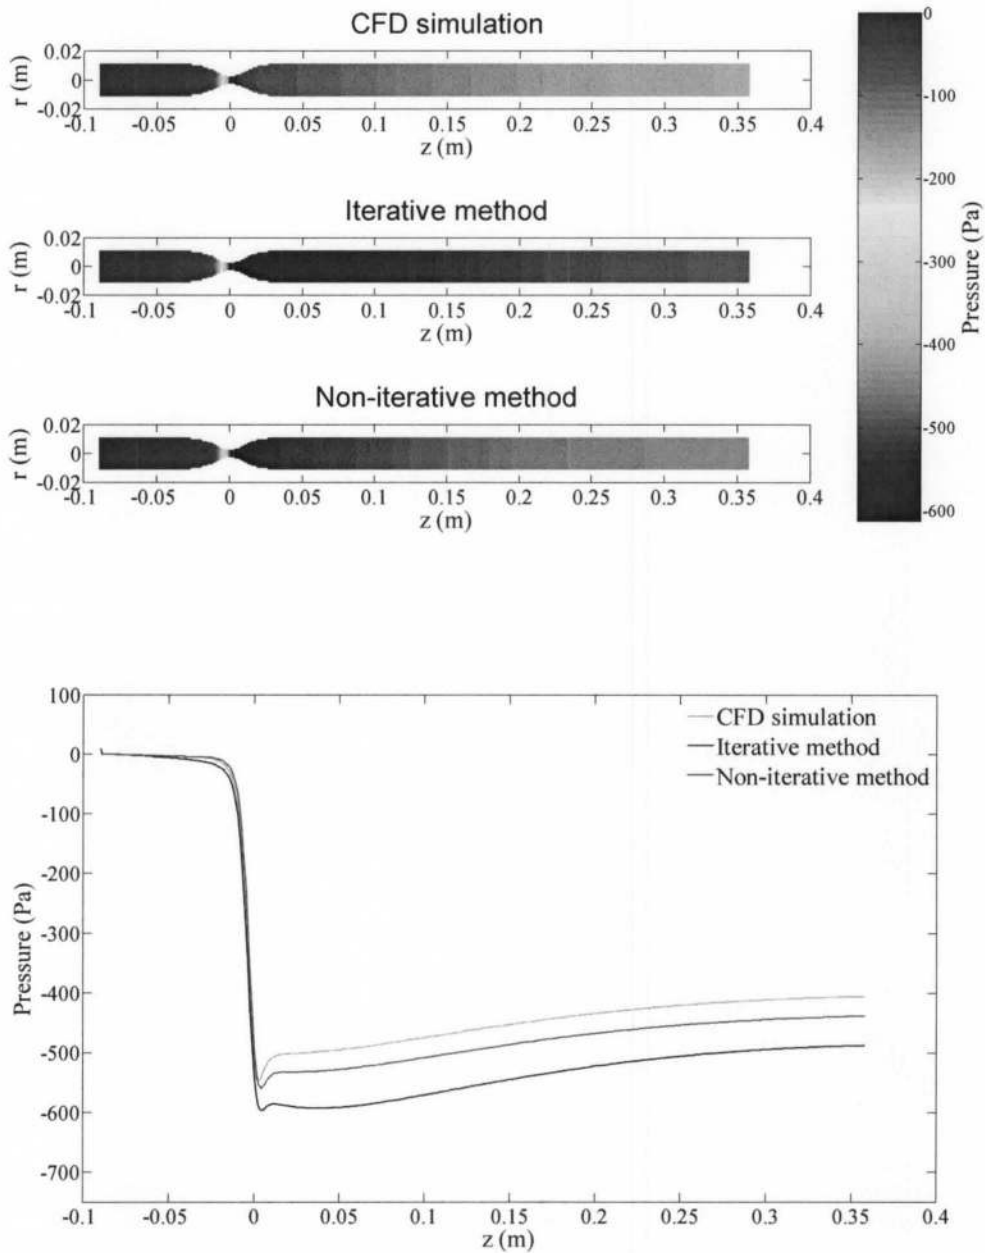 CFD simulation
0.02
0
-0.02
r (m)
-0.1 -0.05 0 0.05 0.1 0.15 0.2 0.25 0.3 0.35 0.4
z (m)
Iterative method
0.02
0
-0.02
r (m)
-0.1 -0.05 0 0.05 0.1 0.15 0.2 0.25 0.3 0.35 0.4
z (m)
Non-iterative method
0.02
0
-0.02
r (m)
-0.1 -0.05 0 0.05 0.1 0.15 0.2 0.25 0.3 0.35 0.4
z (m)
0
-100
-200
-300
-400
-500
-600
Pressure (Pa)
100
0
-100
-200
-300
-400
-500
-600
-700
Pressure (Pa)
CFD simulation
Iterative method
Non-iterative method
-0.1 -0.05 0 0.05 0.1 0.15 0.2 0.25 0.3 0.35 0.4
z (m)